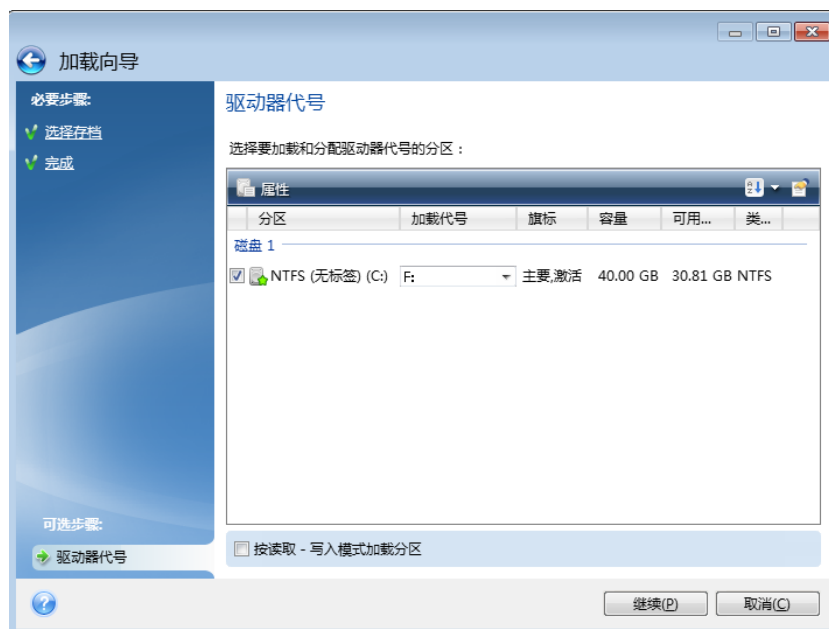 加载向导
必要步骤:
选择存档
完成
驱动器代号
选择要加载和分配驱动器代号的分区：
属性
分区 加载代号 旗标 容量 可用... 类...
磁盘 1
NTFS (无标签) (C:) F: 主要,激活 40.00 GB 30.81 GB NTFS
可选步骤:
驱动器代号
按读取 - 写入模式加载分区
继续(P) 取消(C)